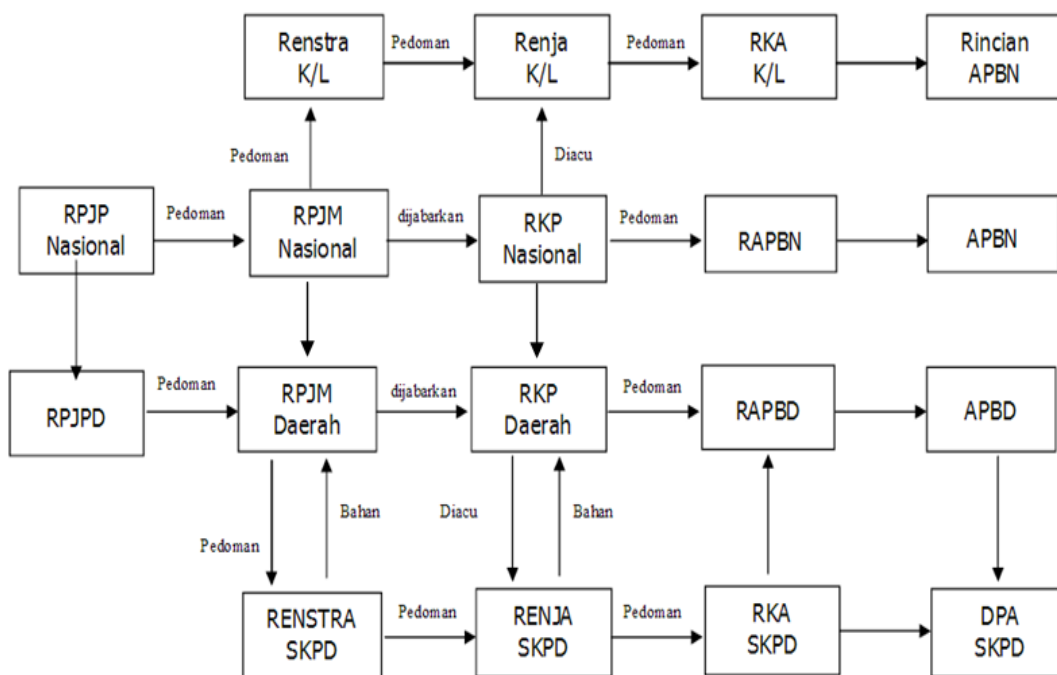 Renstra
K/L
Pedoman
Renja
K/L
Pedoman
RKA
K/L
Rincian
APBN
Pedoman
Diacu
RPJP
Nasional
Pedoman
RPJM
Nasional
dijabarkan
RKP
Nasional
Pedoman
RAPBN
APBN
RPJPD
Pedoman
RPJM
Daerah
dijabarkan
RKP
Daerah
Pedoman
RAPBD
APBD
Pedoman
Bahan
Diacu
Bahan
RENSTRA
SKPD
Pedoman
RENJA
SKPD
Pedoman
RKA
SKPD
DPA
SKPD